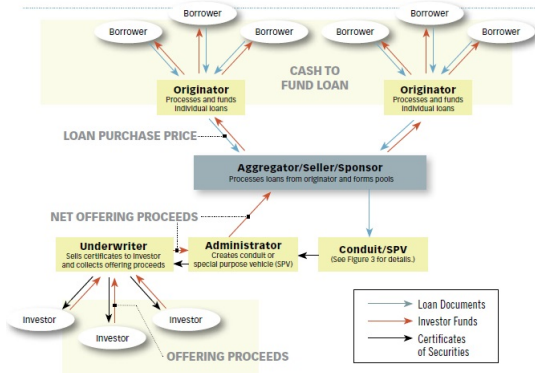 Borrower
Borrower
Borrower
Borrower
Borrower
Borrower
CASH TO
FUND LOAN
Originator
Processes and funds
individual loans
Originator
Processes and funds
individual loans
LOAN PURCHASE PRICE
Aggregator/Seller/Sponsor
Processes loans from originator and forms pools
NET OFFERING PROCEEDS
Underwriter
Sells certificates to investor
and collects offering proceeds
Administrator
Creates conduit or
special purpose vehicle (SPV)
Conduit/SPV
(See Figure 3 for details.)
Investor
Investor
Investor
OFFERING PROCEEDS
Loan Documents
Investor Funds
Certificates
of Securities